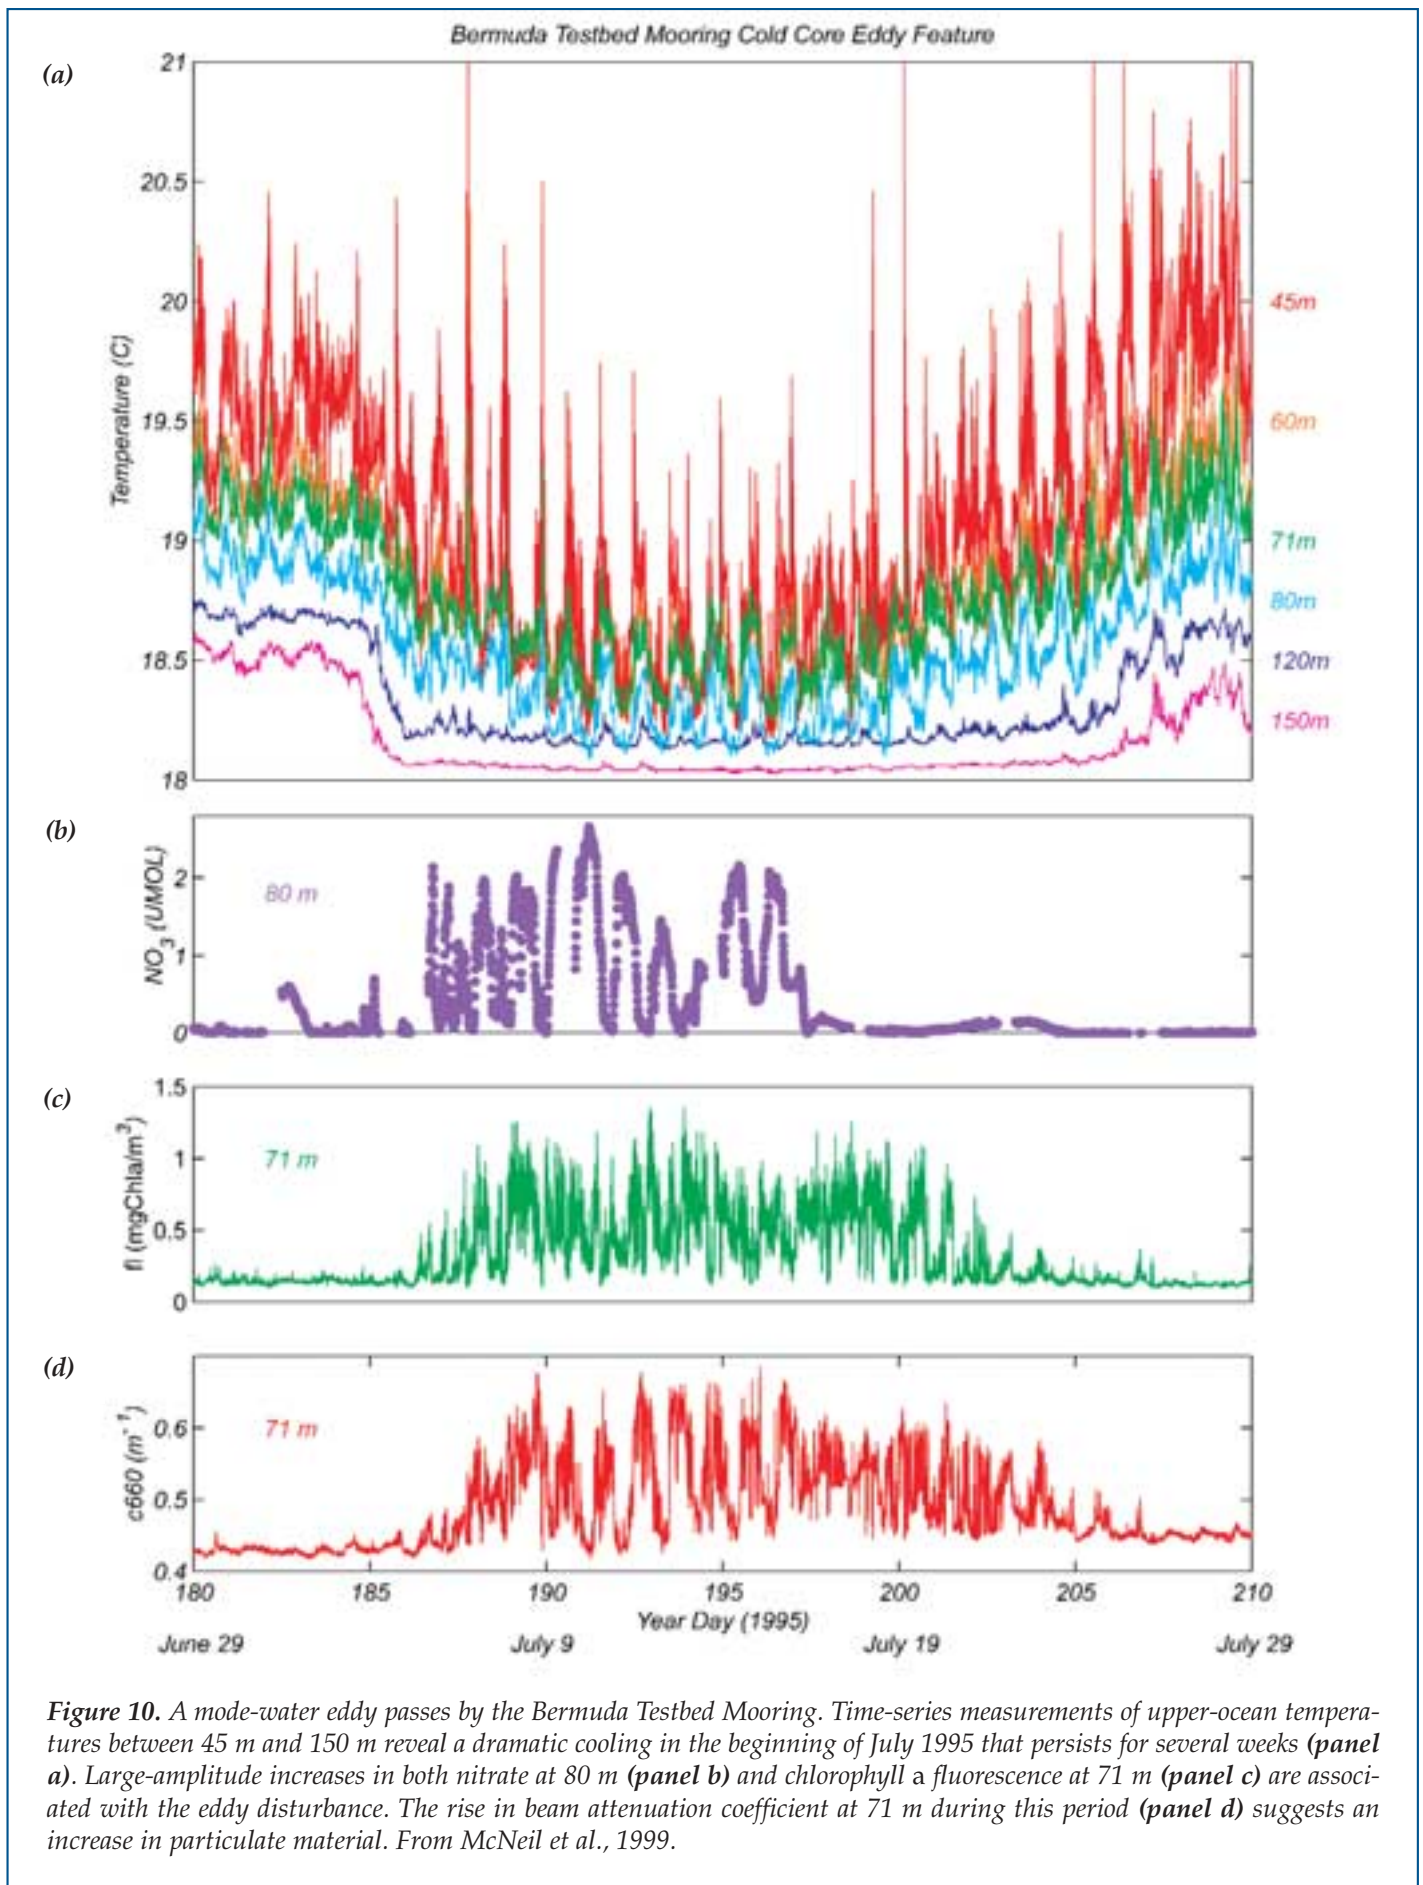 Bermuda Testbed Mooring Cold Core Eddy Feature
(a)
21
20.5
20
19.5
19
18.5
18
Temperature (C)
45m
60m
71m
80m
120m
150m
(b)
2
1
0
NO3 (UMOL)
80 m
(c)
1.5
1
0.5
0
fl (mgChla/m3)
71 m
(d)
0.6
0.5
0.4
c660 (m-1)
71 m
180 185 190 195 200 205 210
Year Day (1995)
June 29 July 9 July 19 July 29
Figure 10. A mode-water eddy passes by the Bermuda Testbed Mooring. Time-series measurements of upper-ocean tempera-
tures between 45 m and 150 m reveal a dramatic cooling in the beginning of July 1995 that persists for several weeks (panel
a). Large-amplitude increases in both nitrate at 80 m (panel b) and chlorophyll a fluorescence at 71 m (panel c) are associ-
ated with the eddy disturbance. The rise in beam attenuation coefficient at 71 m during this period (panel d) suggests an
increase in particulate material. From McNeil et al., 1999.